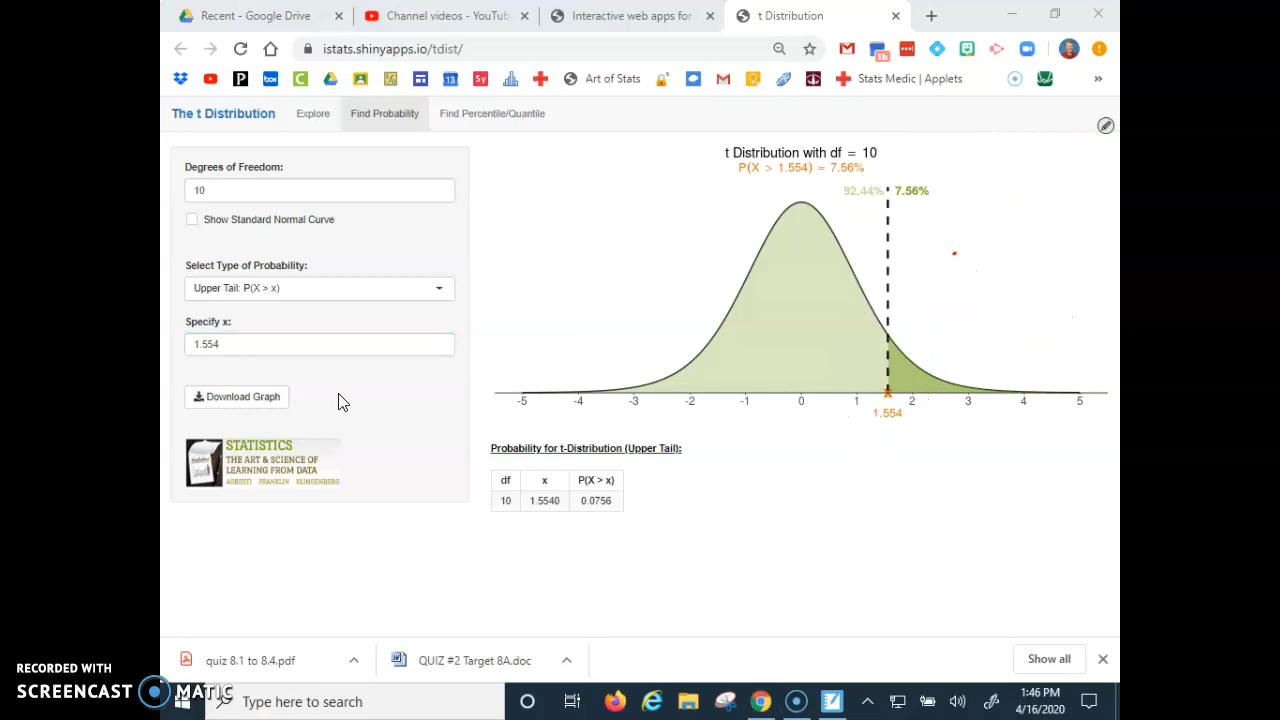 Recent - Google Drive
Channel videos - YouTub
Interactive web apps for
t Distribution
istats.shinyapps.io/tdist/
1h
P
box
C
13
Sy
Art of Stats
Stats Medic | Applets
»
The t Distribution
Explore
Find Probability
Find Percentile/Quantile
Degrees of Freedom:
10
Show Standard Normal Curve
Select Type of Probability:
Upper Tail: P(X > x)
Specify x:
1.554
Download Graph
STATISTICS
THE ART & SCIENCE OF
LEARNING FROM DATA
AGRESTI FRANKLIN KLINGENBERG
t Distribution with df = 10
P(X > 1.554) = 7.56%
92.44% 7.56%
-5 -4 -3 -2 -1 0 1 2 3 4 5
1.554
Probability for t-Distribution (Upper Tail):
df x P(X > x)
10 1.5540 0.0756
quiz 8.1 to 8.4.pdf
QUIZ #2 Target 8A.doc
Show all
RECORDED WITH
SCREENCAST MATIC
Type here to search
1:46 PM
4/16/2020